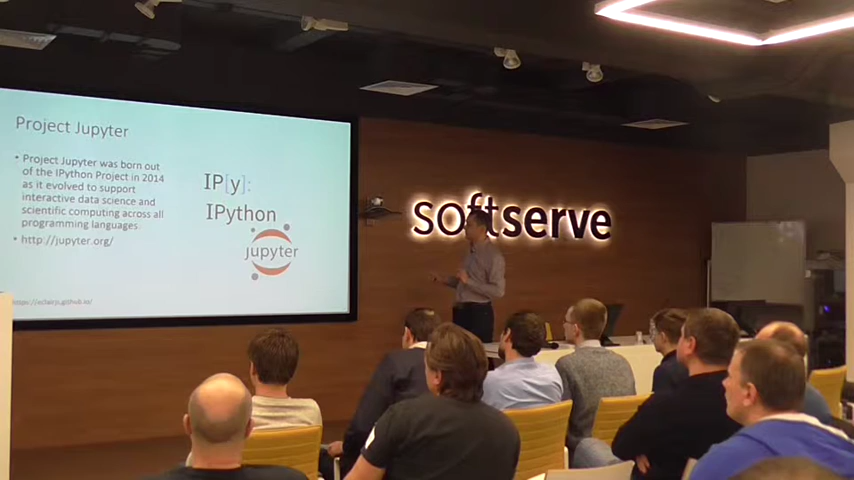 Project Jupyter
• Project Jupyter was born out
of the IPython Project in 2014
as it evolved to support
interactive data science and
scientific computing across all
programming languages.
• http://jupyter.org/
IP[y]:
IPython
jupyter
softserve